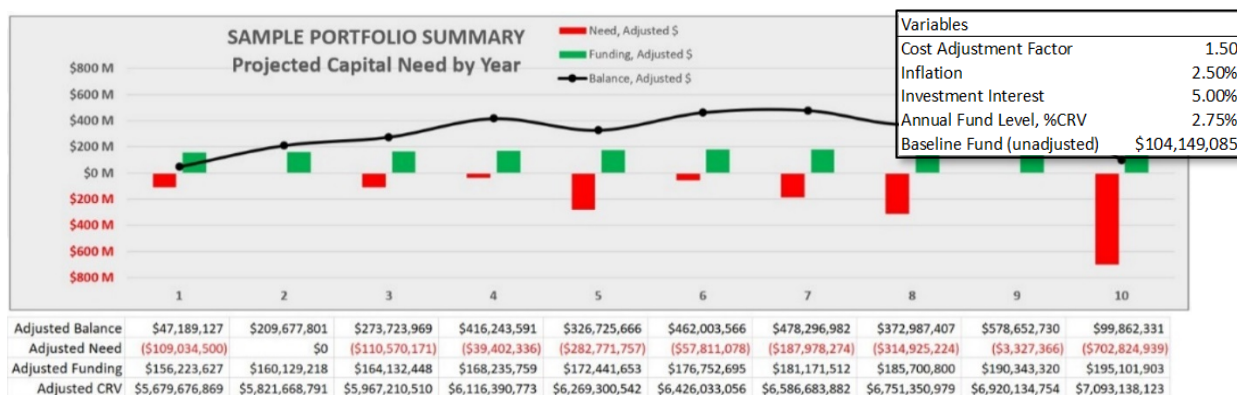 SAMPLE PORTFOLIO SUMMARY
Projected Capital Need by Year
Need, Adjusted $
Funding, Adjusted $
Balance, Adjusted $
Variables
Cost Adjustment Factor 1.50
Inflation 2.50%
Investment Interest 5.00%
Annual Fund Level, %CRV 2.75%
Baseline Fund (unadjusted) $104,149,085
$800 M
$600 M
$400 M
$200 M
$0 M
$200 M
$400 M
$600 M
$800 M
1 2 3 4 5 6 7 8 9 10
Adjusted Balance $47,189,127 $209,677,801 $273,723,969 $416,243,591 $326,725,666 $462,003,566 $478,296,982 $372,987,407 $578,652,730 $99,862,331
Adjusted Need ($109,034,500) $0 ($110,570,171) ($39,402,336) ($282,771,757) ($57,811,078) ($187,978,274) ($314,925,224) ($3,327,366) ($702,824,939)
Adjusted Funding $156,223,627 $160,129,218 $164,132,448 $168,235,759 $172,441,653 $176,752,695 $181,171,512 $185,700,800 $190,343,320 $195,101,903
Adjusted CRV $5,679,676,869 $5,821,668,791 $5,967,210,510 $6,116,390,773 $6,269,300,542 $6,426,033,056 $6,586,683,882 $6,751,350,979 $6,920,134,754 $7,093,138,123